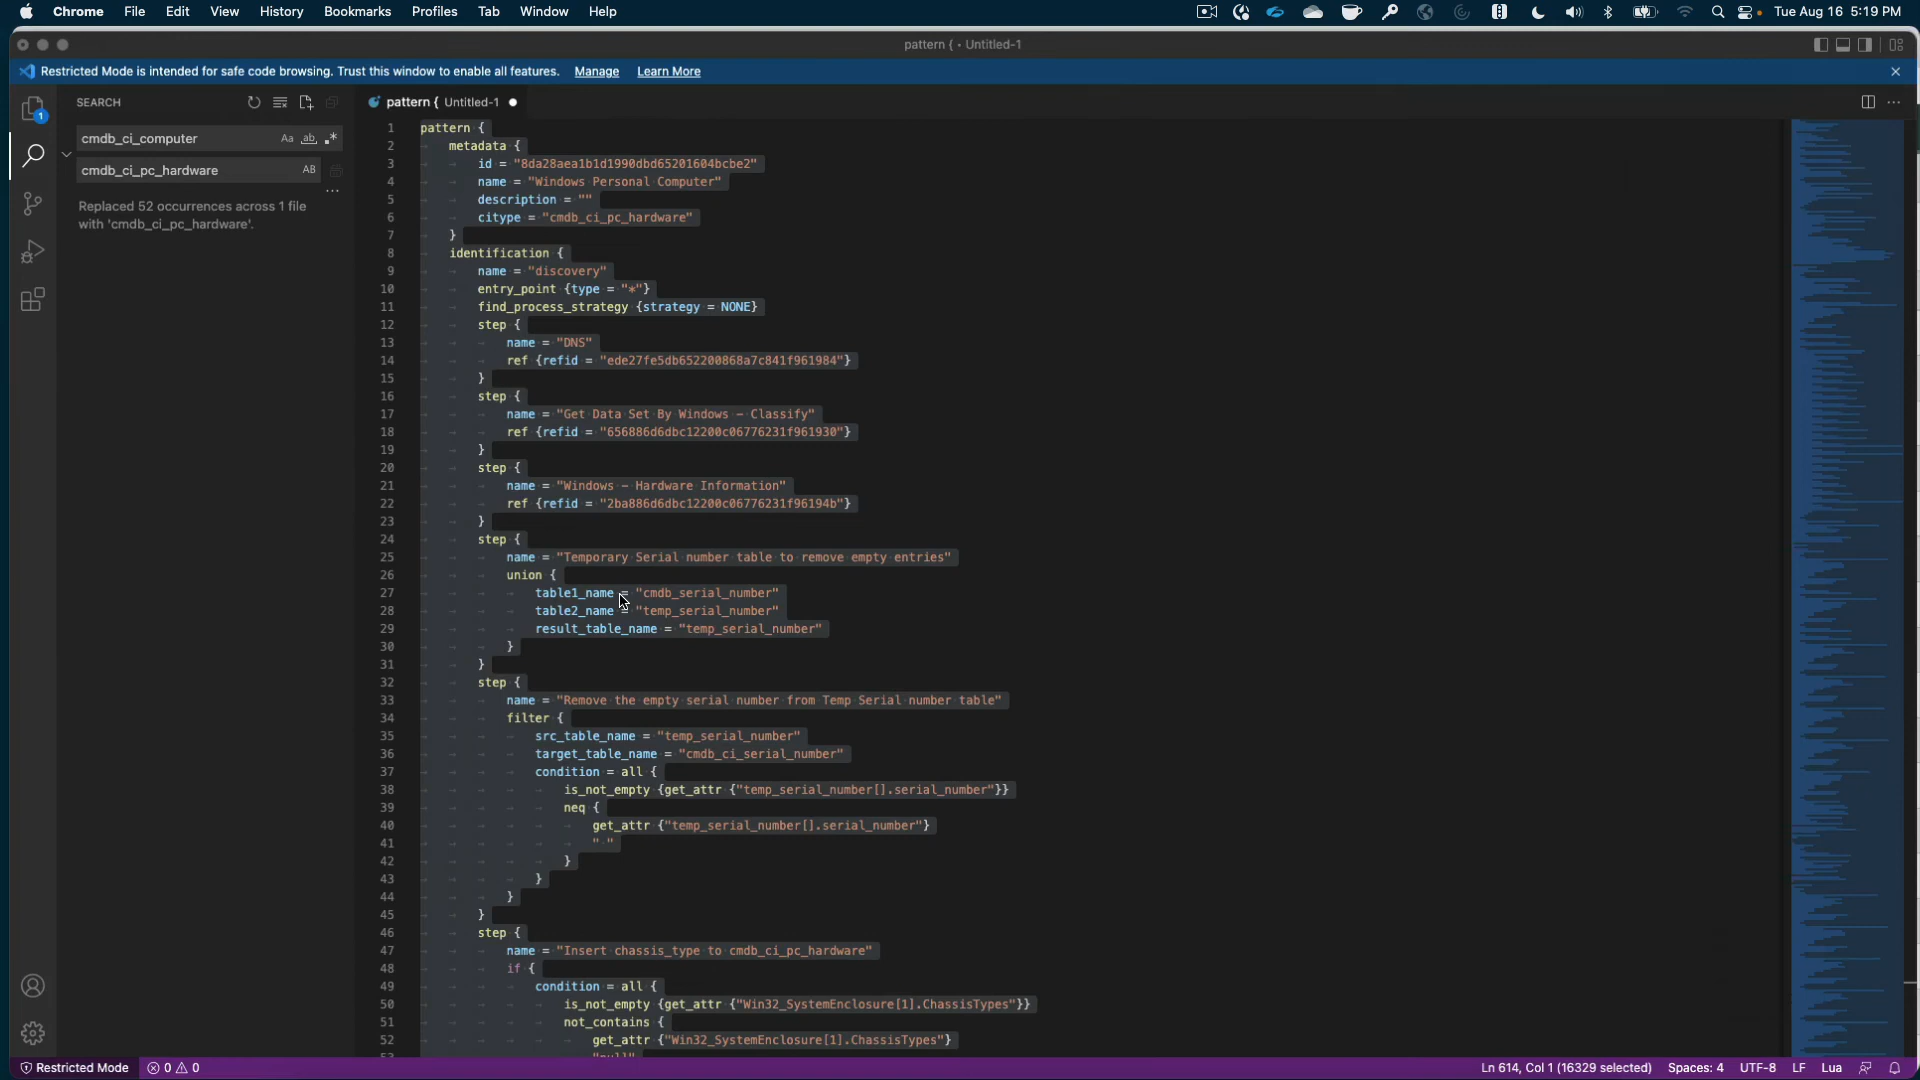 Chrome File Edit View History Bookmarks Profiles Tab Window Help Tue Aug 16 5:19 PM
pattern { • Untitled-1
Restricted Mode is intended for safe code browsing. Trust this window to enable all features. Manage Learn More
SEARCH
cmdb_ci_computer Aa ab
cmdb_ci_pc_hardware AB
Replaced 52 occurrences across 1 file
with 'cmdb_ci_pc_hardware'.
1
pattern { Untitled-1 ●
1 pattern {
2 metadata {
3 id = "8da28aea1b1d1990dbd65201604bcbe2"
4 name = "Windows Personal Computer"
5 description = ""
6 citype = "cmdb_ci_pc_hardware"
7 }
8 identification {
9 name = "discovery"
10 entry_point {type = "*"}
11 find_process_strategy {strategy = NONE}
12 step {
13 name = "DNS"
14 ref {refid = "ede27fe5db652200868a7c841f961984"}
15 }
16 step {
17 name = "Get Data Set By Windows - Classify"
18 ref {refid = "656886d6dbc12200c06776231f961930"}
19 }
20 step {
21 name = "Windows - Hardware Information"
22 ref {refid = "2ba886d6dbc12200c06776231f96194b"}
23 }
24 step {
25 name = "Temporary Serial number table to remove empty entries"
26 union {
27 table1_name = "cmdb_serial_number"
28 table2_name = "temp_serial_number"
29 result_table_name = "temp_serial_number"
30 }
31 }
32 step {
33 name = "Remove the empty serial number from Temp Serial number table"
34 filter {
35 src_table_name = "temp_serial_number"
36 target_table_name = "cmdb_ci_serial_number"
37 condition = all {
38 is_not_empty {get_attr {"temp_serial_number[].serial_number"}}
39 neq {
40 get_attr {"temp_serial_number[].serial_number"}
41 " "
42 }
43 }
44 }
45 }
46 step {
47 name = "Insert chassis_type to cmdb_ci_pc_hardware"
48 if {
49 condition = all {
50 is_not_empty {get_attr {"Win32_SystemEnclosure[1].ChassisTypes"}}
51 not_contains {
52 get_attr {"Win32_SystemEnclosure[1].ChassisTypes"}
53 "null"
Restricted Mode 0 0 Ln 614, Col 1 (16329 selected) Spaces: 4 UTF-8 LF Lua